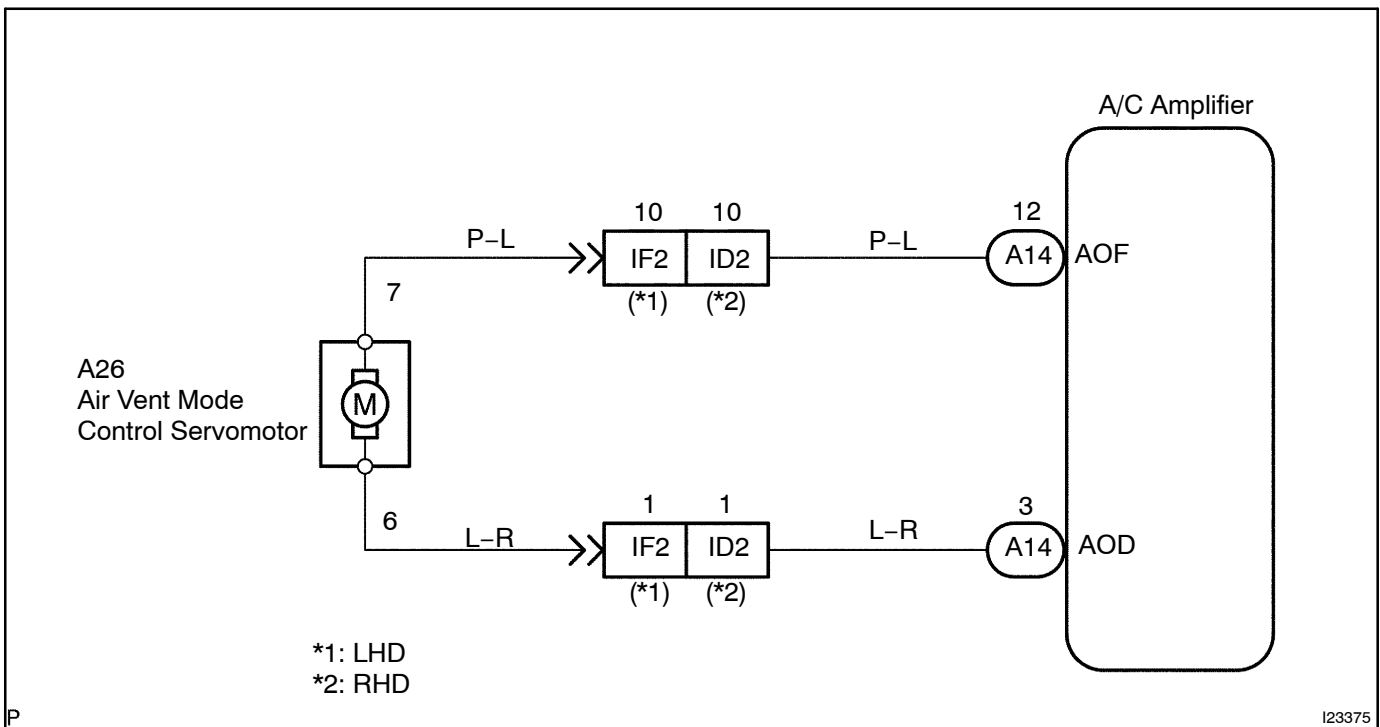 A/C Amplifier
10 10 12
P–L IF2 ID2 P–L A14 AOF
(*1) (*2)
7
A26
Air Vent Mode
Control Servomotor
M
6
1 1 3
L–R IF2 ID2 L–R A14 AOD
(*1) (*2)
*1: LHD
*2: RHD
P I23375